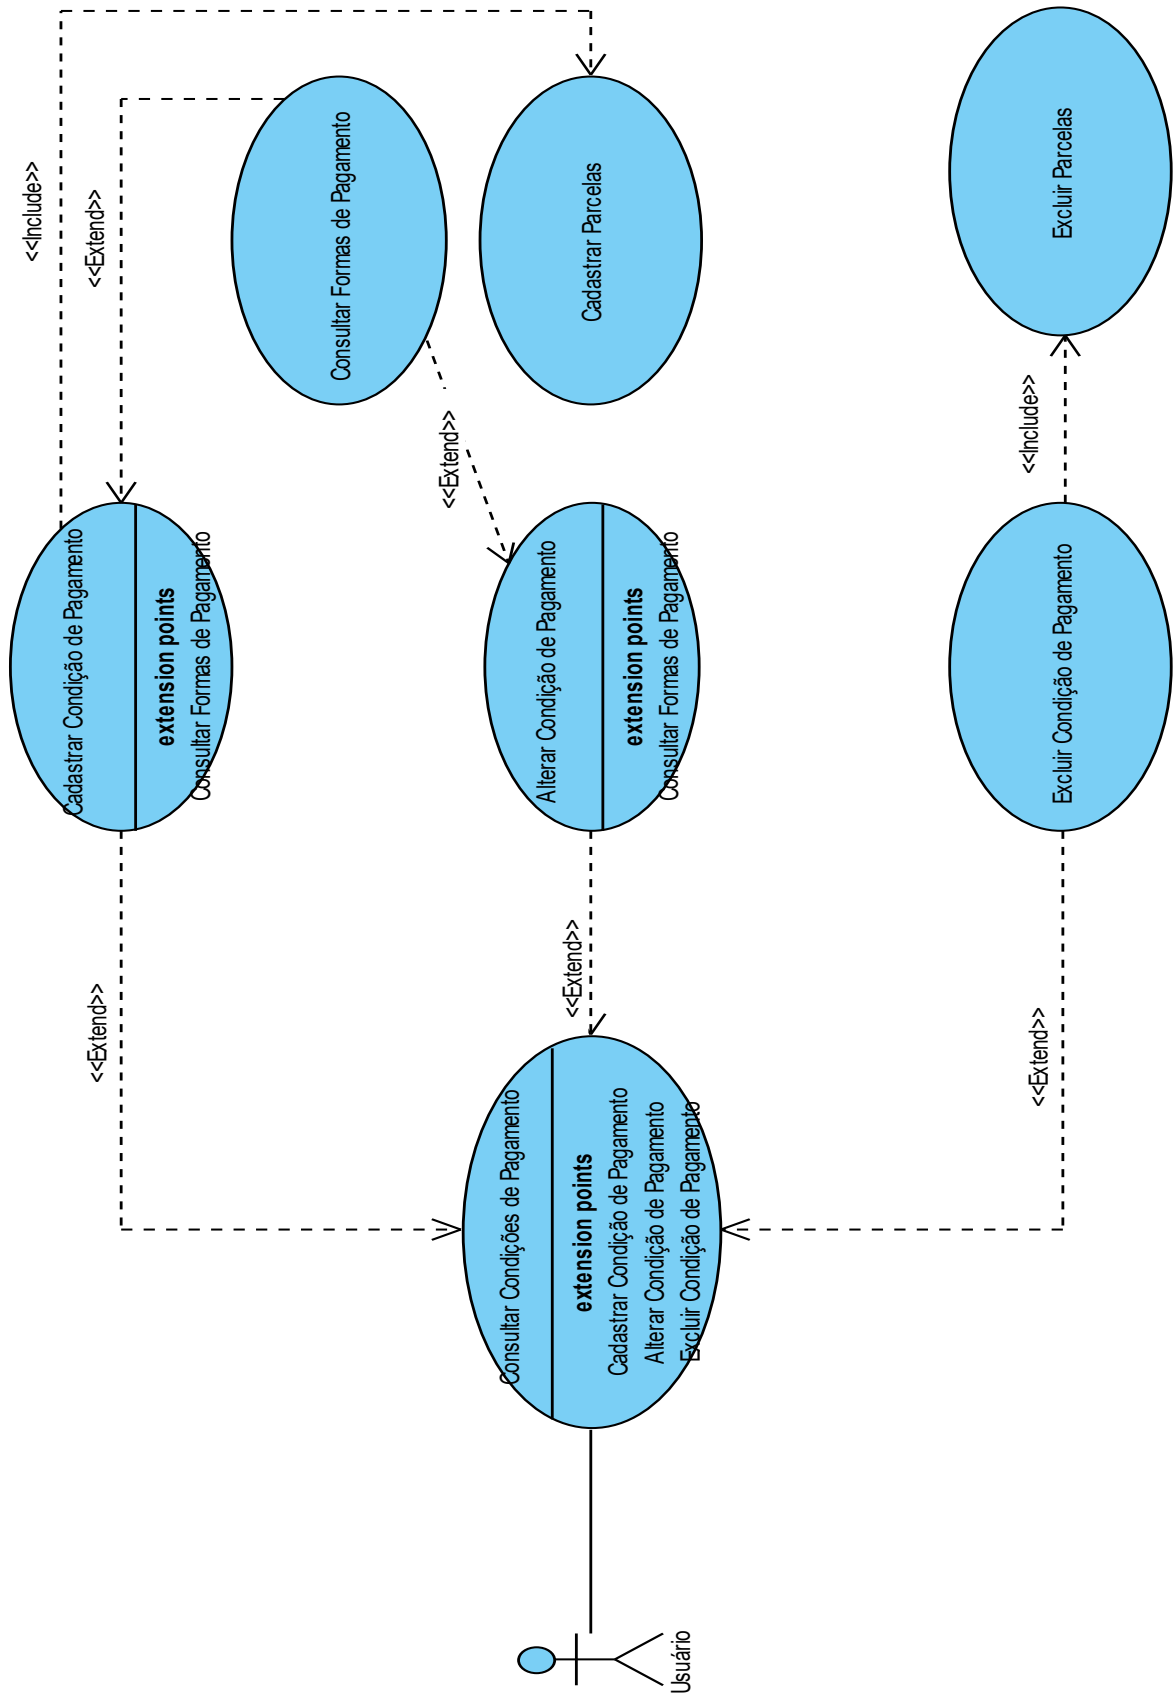 <<Include>>
<<Extend>>
Cadastrar Condição de Pagamento
extension points
Consultar Formas de Pagamento
<<Extend>>
Consultar Formas de Pagamento
<<Extend>>
Cadastrar Parcelas
Alterar Condição de Pagamento
extension points
Consultar Formas de Pagamento
<<Extend>>
Usuário
Consultar Condições de Pagamento
extension points
Cadastrar Condição de Pagamento
Alterar Condição de Pagamento
Excluir Condição de Pagamento
<<Extend>>
Excluir Condição de Pagamento
<<Include>>
Excluir Parcelas